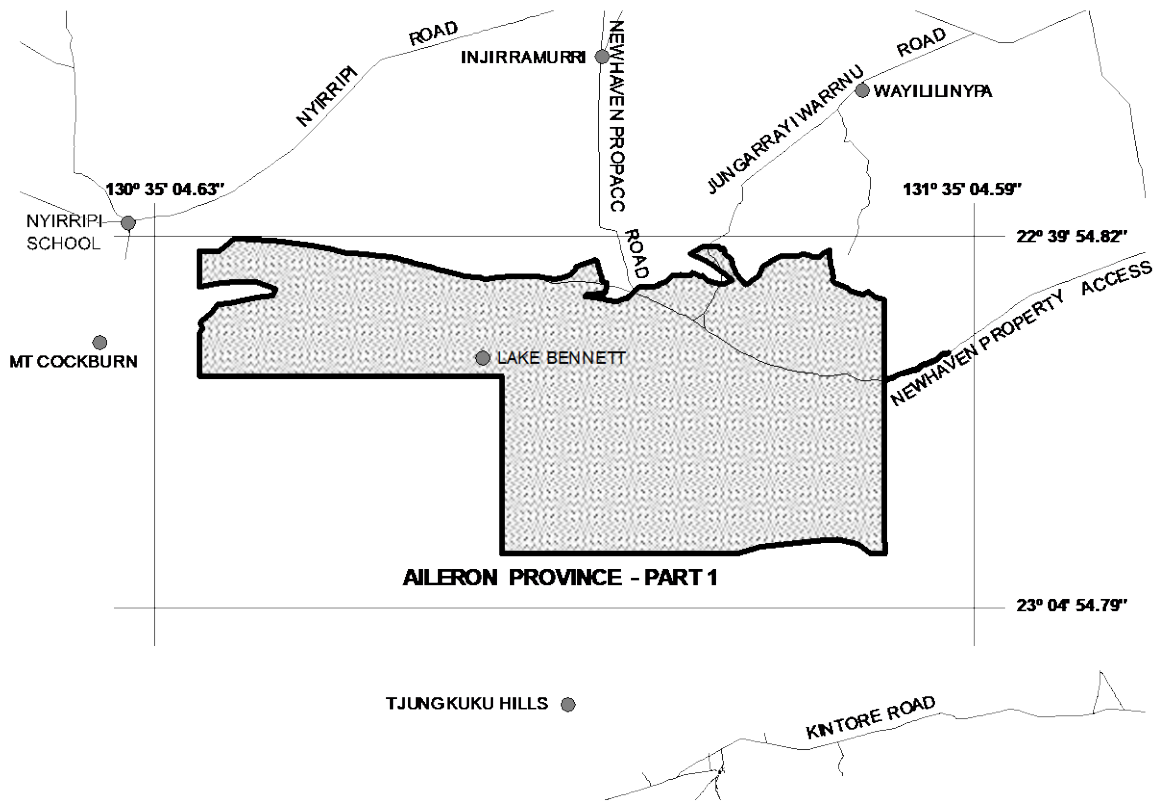 NYIRRIPI ROAD
INJIRRAMURRI
NEWHAVEN PROPACC ROAD
JUNGARRAYIWARRNU ROAD
WAYILILINYPA
130° 35' 04.63"
131° 35' 04.59"
NYIRRIPI
SCHOOL
22° 39' 54.82"
NEWHAVEN PROPERTY ACCESS
MT COCKBURN
LAKE BENNETT
AILERON PROVINCE - PART 1
23° 04' 54.79"
TJUNGKUKU HILLS
KINTORE ROAD